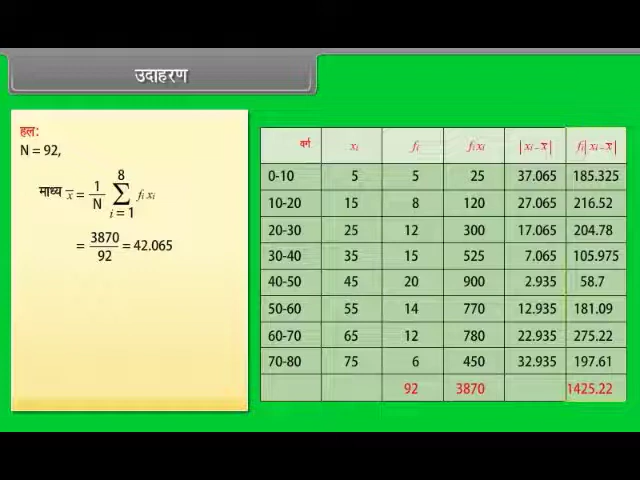 उदाहरण
हल:
N = 92,
माध्य x̅ = 1/N 8∑i = 1 fi xi
= 3870/92 = 42.065
वर्ग xi fi fixi |xi-x̅| fi|xi-x̅|
0-10 5 5 25 37.065 185.325
10-20 15 8 120 27.065 216.52
20-30 25 12 300 17.065 204.78
30-40 35 15 525 7.065 105.975
40-50 45 20 900 2.935 58.7
50-60 55 14 770 12.935 181.09
60-70 65 12 780 22.935 275.22
70-80 75 6 450 32.935 197.61
92 3870 1425.22